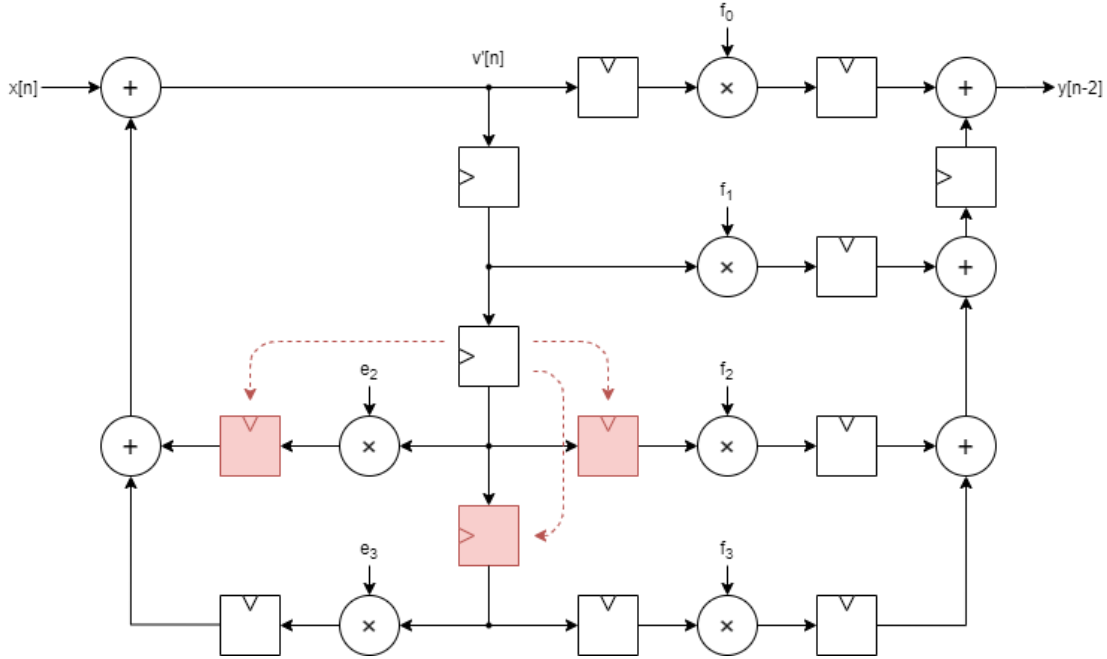 f₀
v'[n]
x[n]
+
×
+
y[n-2]
f₁
×
+
e₂
f₂
+
×
×
+
e₃
f₃
×
×